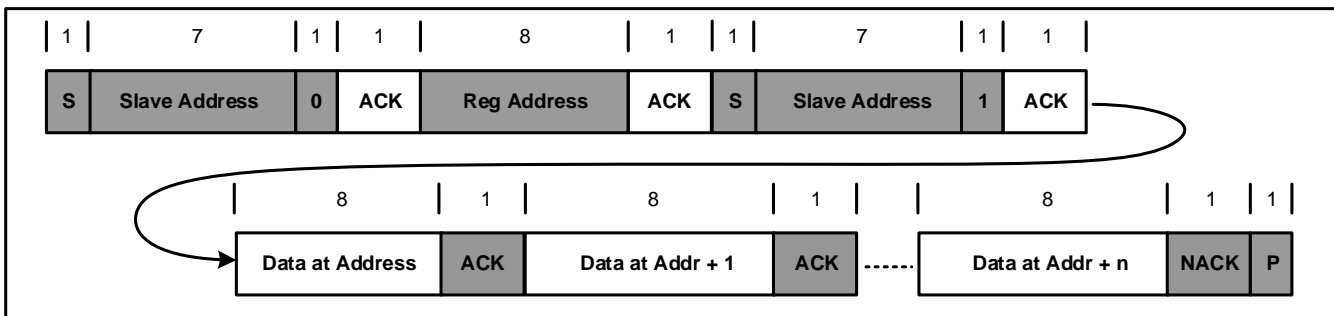 1 7 1 1 8 1 1 7 1 1
S Slave Address 0 ACK Reg Address ACK S Slave Address 1 ACK
8 1 8 1 8 1 1
Data at Address ACK Data at Addr + 1 ACK Data at Addr + n NACK P